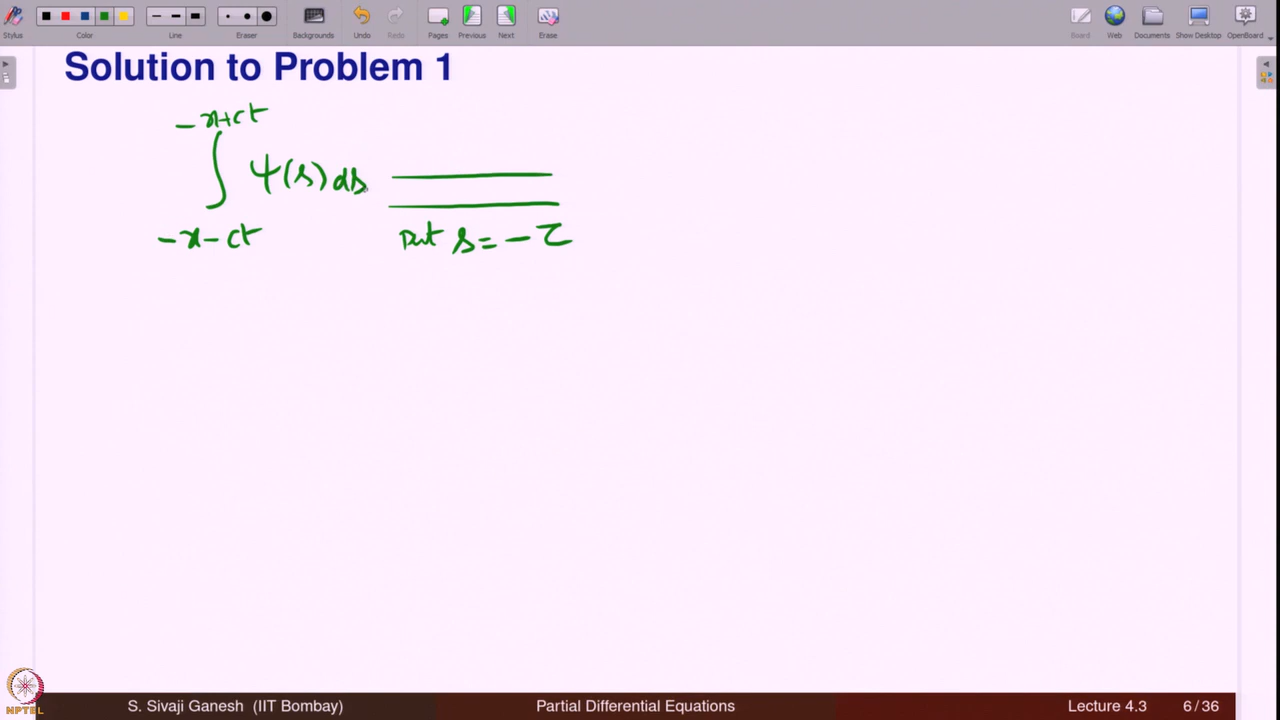 Stylus
Color
Line
Eraser
Backgrounds
Undo
Redo
Pages
Previous
Next
Erase
Board
Web
Documents
Show Desktop
OpenBoard
Solution to Problem 1
-x+ct
∫ ψ(s) ds =
-x-ct
Put s = -τ
NPTEL
S. Sivaji Ganesh (IIT Bombay)
Partial Differential Equations
Lecture 4.3
6/36